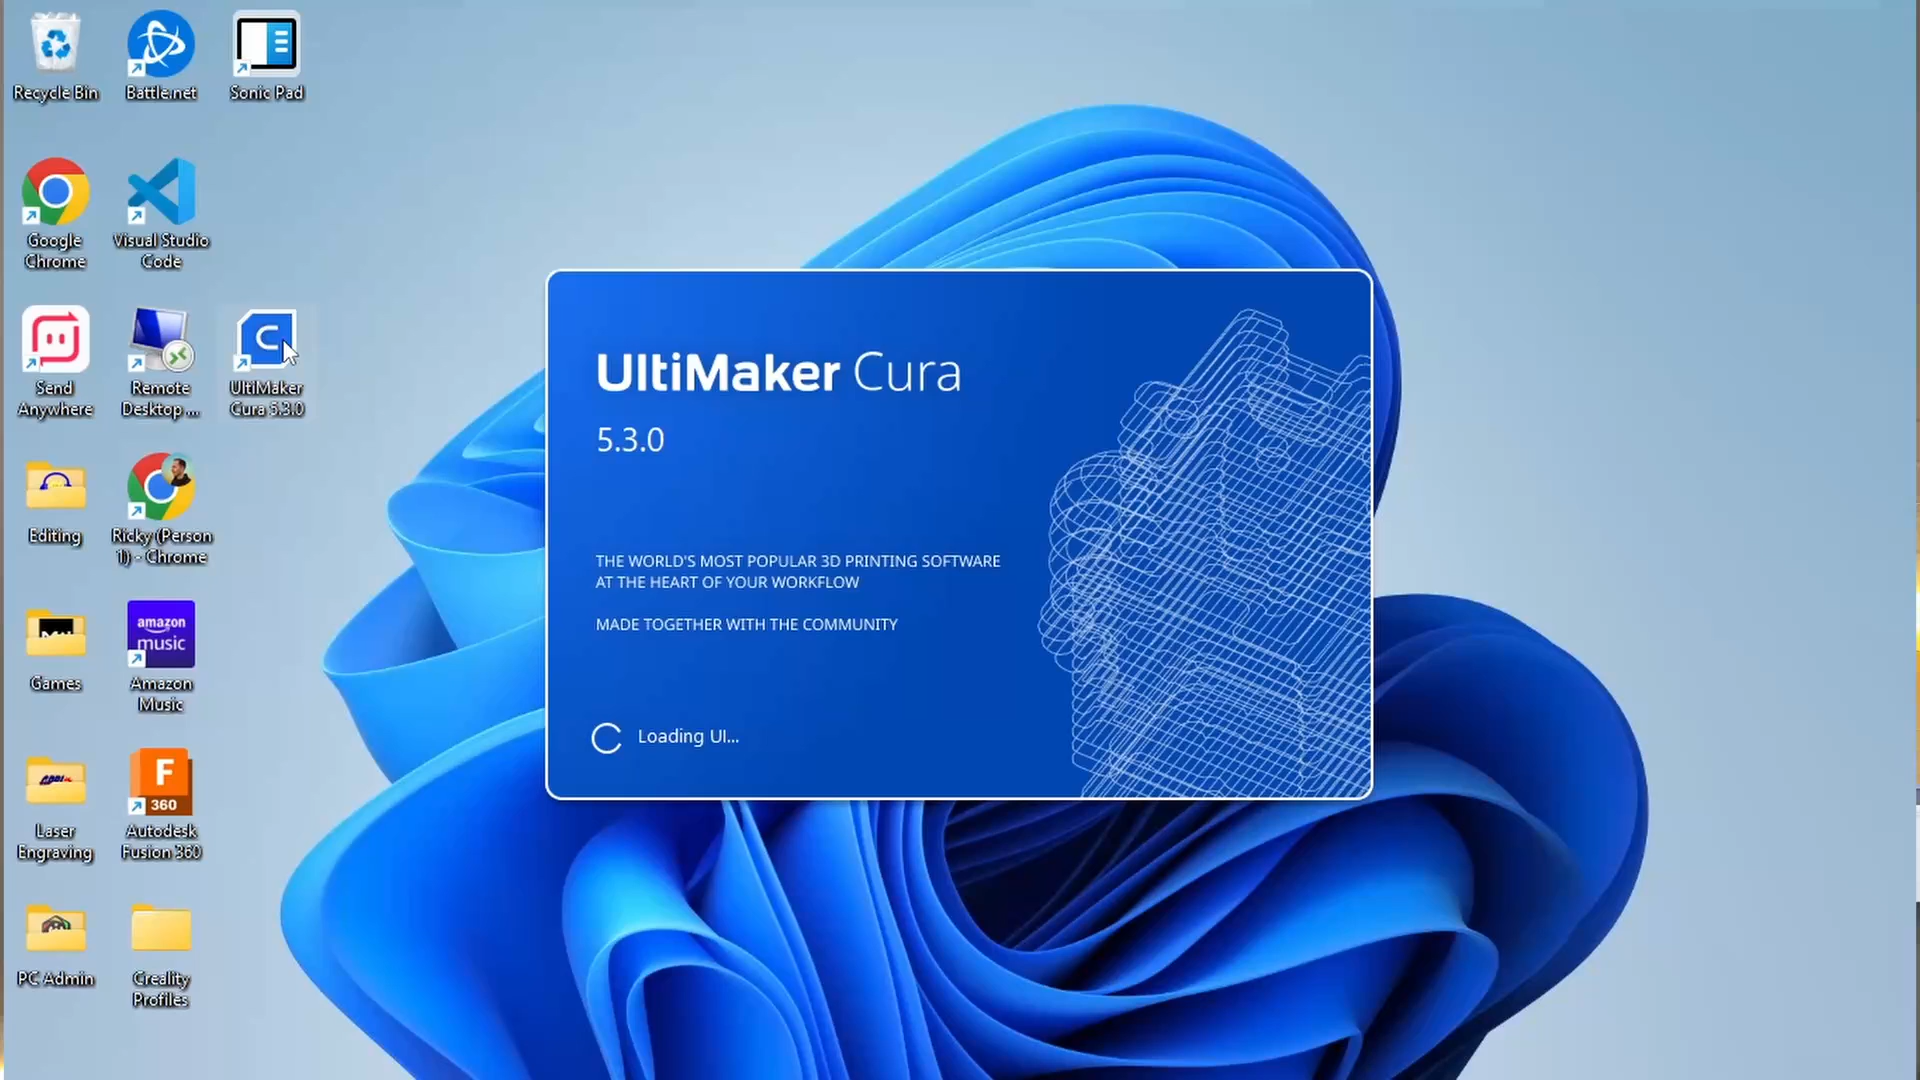 Recycle Bin
Battle.net
Sonic Pad
Google
Chrome
Visual Studio
Code
Send
Anywhere
Remote
Desktop ...
UltiMaker
Cura 5.3.0
Editing
Ricky (Person
1) - Chrome
Games
amazon
music
Amazon
Music
Laser
Engraving
F
360
Autodesk
Fusion 360
PC Admin
Creality
Profiles
UltiMaker Cura
5.3.0
THE WORLD'S MOST POPULAR 3D PRINTING SOFTWARE
AT THE HEART OF YOUR WORKFLOW
MADE TOGETHER WITH THE COMMUNITY
Loading UI...